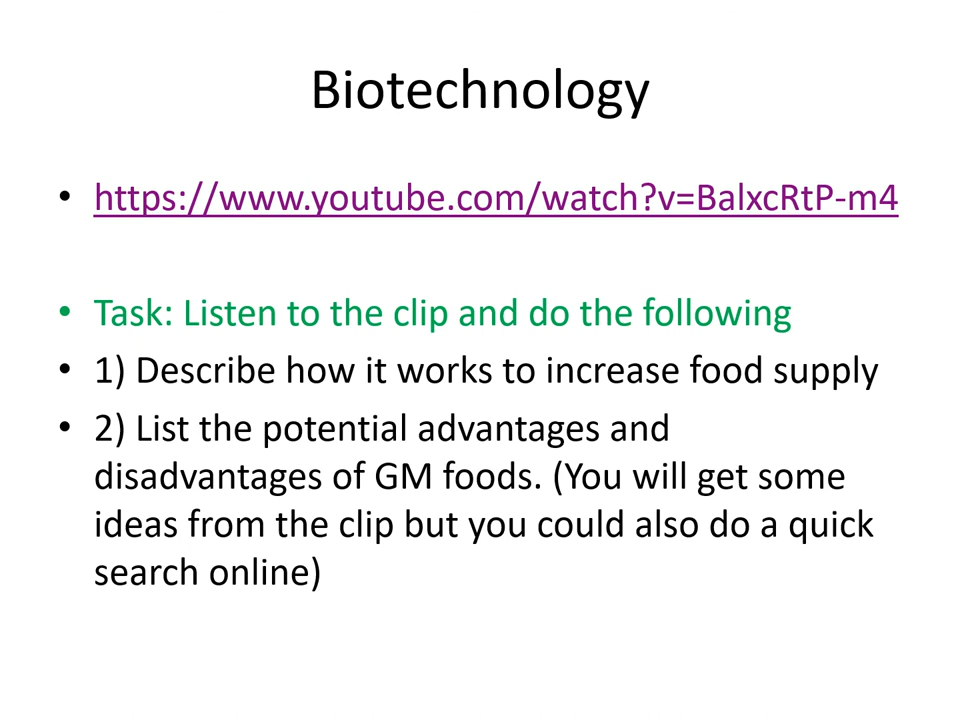 Biotechnology
• https://www.youtube.com/watch?v=BalxcRtP-m4
• Task: Listen to the clip and do the following
• 1) Describe how it works to increase food supply
• 2) List the potential advantages and
disadvantages of GM foods. (You will get some
ideas from the clip but you could also do a quick
search online)